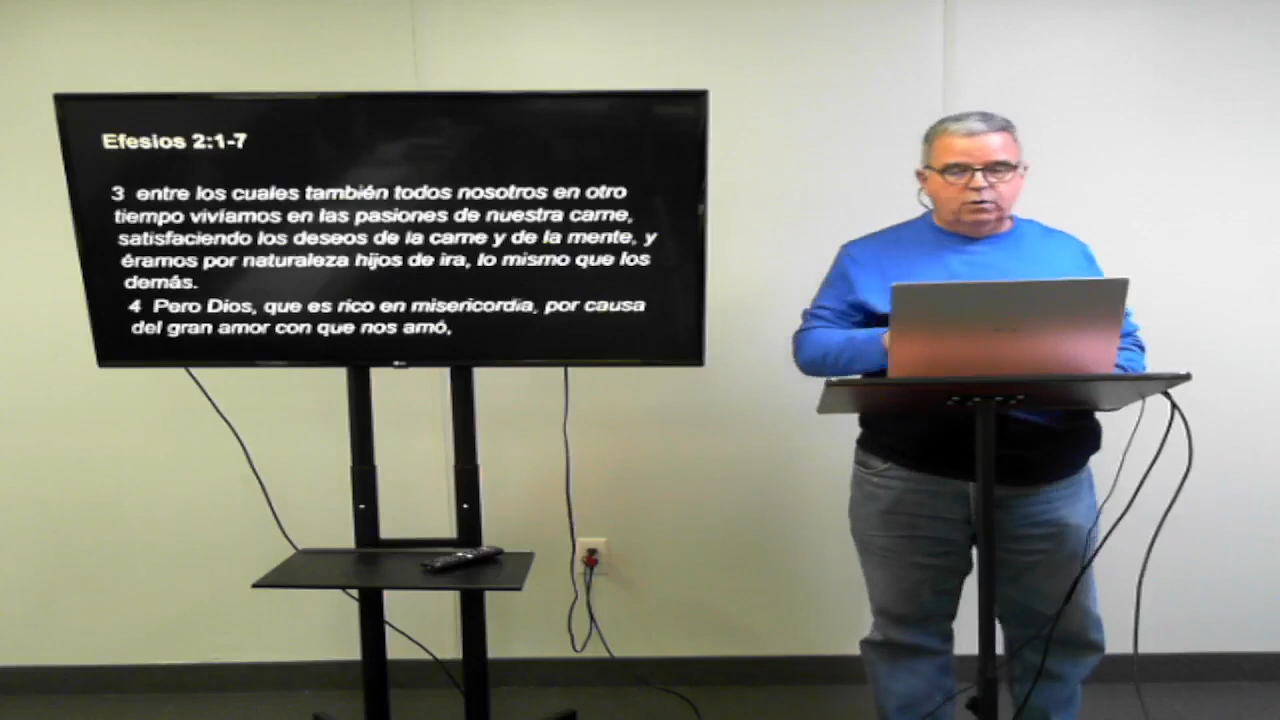 Efesios 2:1-7
3 entre los cuales también todos nosotros en otro
tiempo vivíamos en las pasiones de nuestra carne,
satisfaciendo los deseos de la carne y de la mente, y
éramos por naturaleza hijos de ira, lo mismo que los
demás.
4 Pero Dios, que es rico en misericordia, por causa
del gran amor con que nos amó,